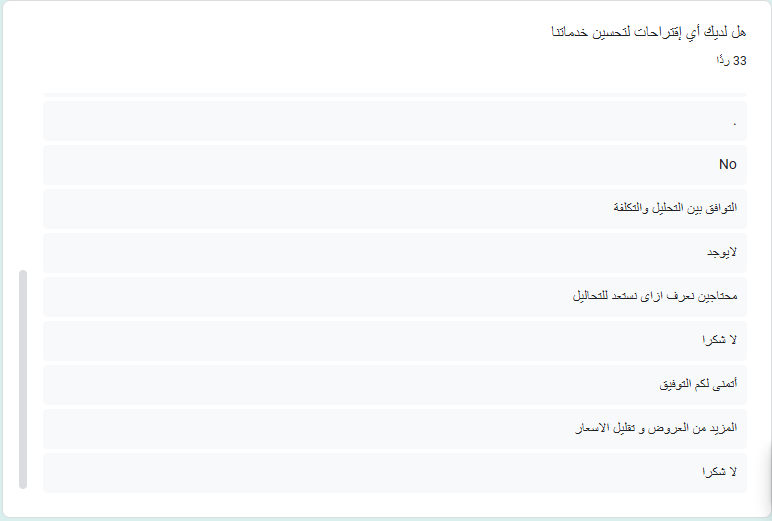 هل لديك أي إقتراحات لتحسين خدماتنا
33 ردًا
.
No
التوافق بين التحليل والتكلفة
لايوجد
محتاجين نعرف ازاى نستعد للتحاليل
لا شكرا
أتمنى لكم التوفيق
المزيد من العروض و تقليل الاسعار
لا شكرا